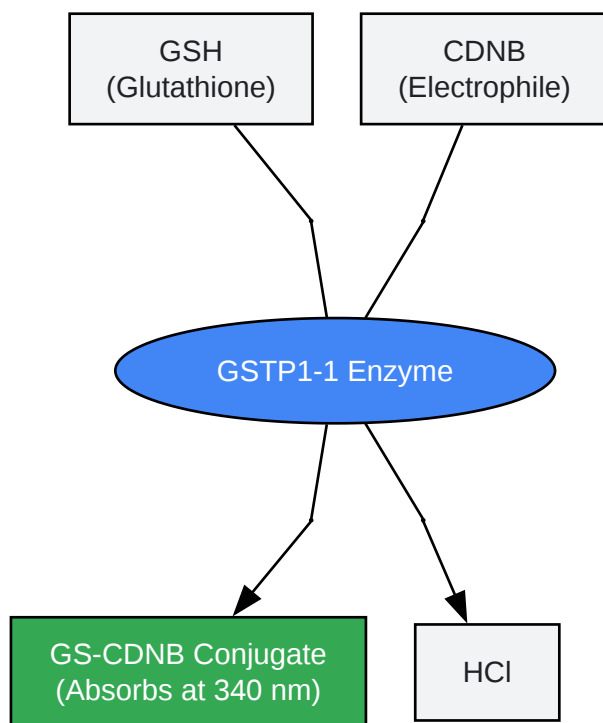 GSH
(Glutathione)
CDNB
(Electrophile)
GSTP1-1 Enzyme
GS-CDNB Conjugate
(Absorbs at 340 nm)
HCl